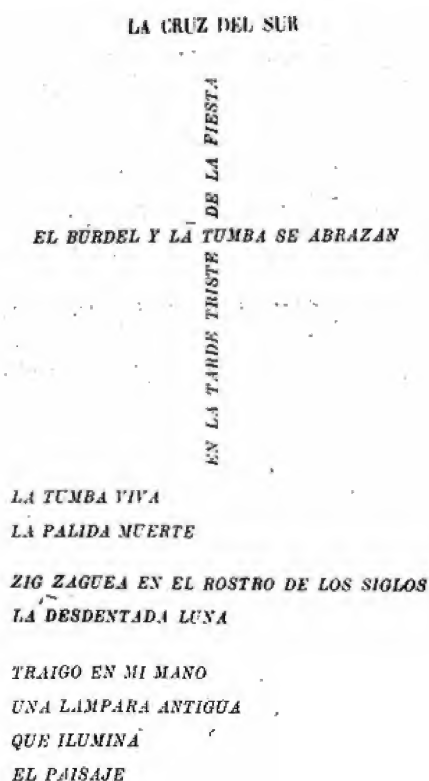 LA CRUZ DEL SUR
EN LA TARDE TRISTE DE LA FIESTA
EL BURDEL Y LA TUMBA SE ABRAZAN
LA TUMBA VIVA
LA PALIDA MUERTE
ZIG ZAGUEA EN EL ROSTRO DE LOS SIGLOS
LA DESDENTADA LUNA
TRAIGO EN MI MANO
UNA LAMPARA ANTIGUA
QUE ILUMINA
EL PAISAJE